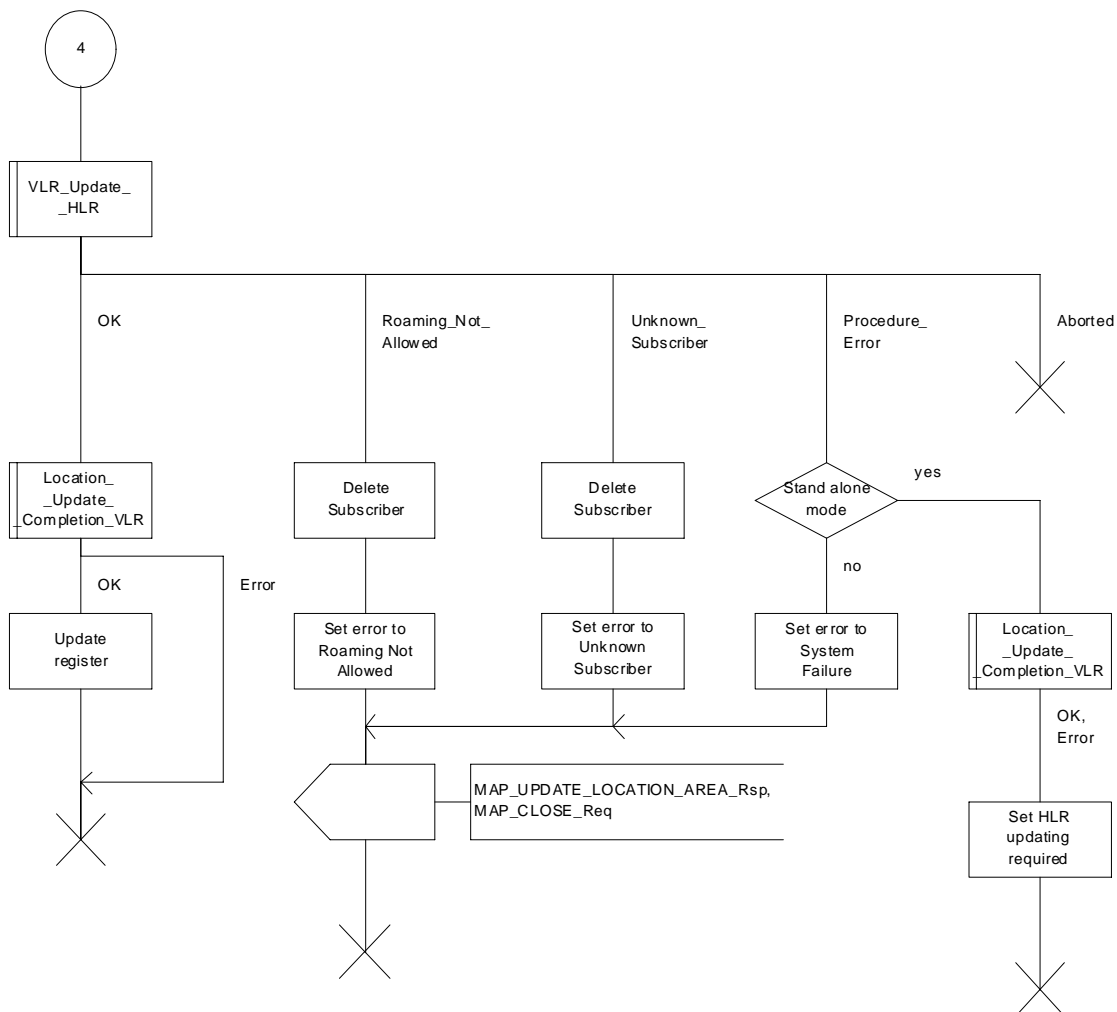 4
VLR_Update_
_HLR
OK
Roaming_Not_
Allowed
Unknown_
Subscriber
Procedure_
Error
Aborted
Location_
_Update_
_Completion_VLR
Delete
Subscriber
Delete
Subscriber
Stand alone
mode
yes
OK
Error
no
Update
register
Set error to
Roaming Not
Allowed
Set error to
Unknown
Subscriber
Set error to
System
Failure
Location_
_Update_
_Completion_VLR
OK,
Error
MAP_UPDATE_LOCATION_AREA_Rsp,
MAP_CLOSE_Req
Set HLR
updating
required